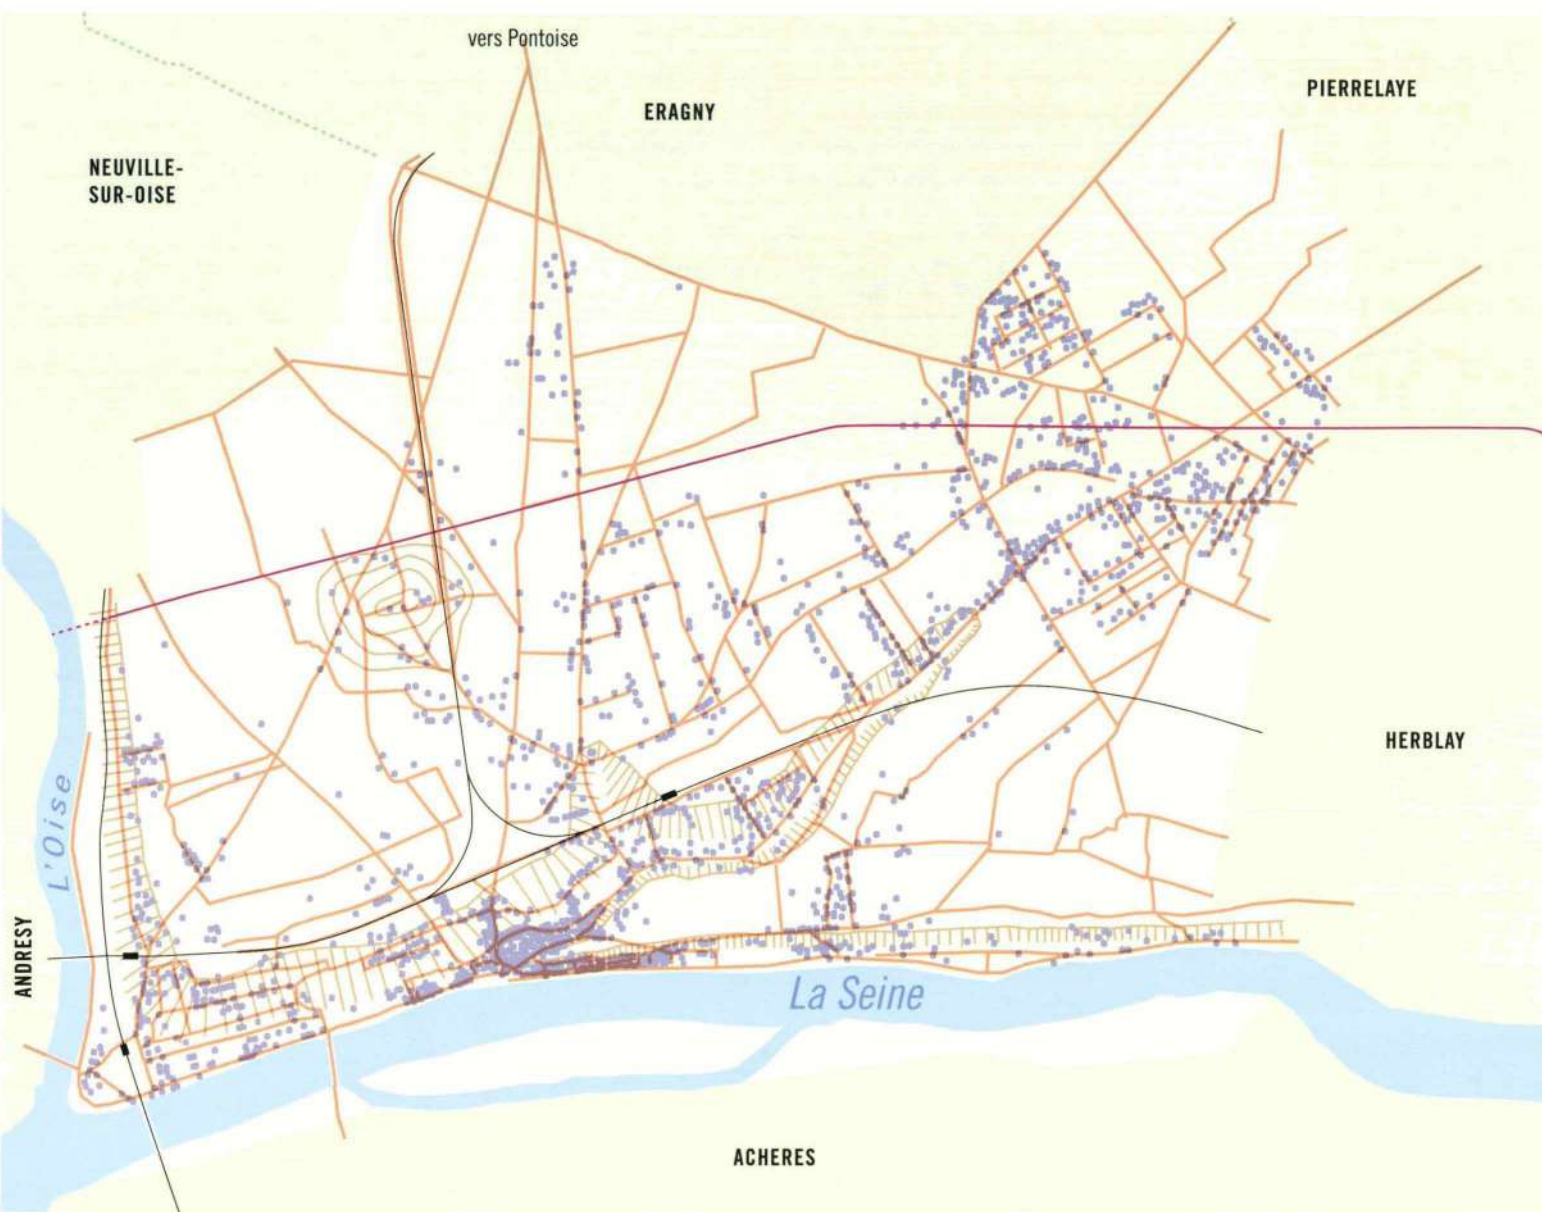 vers Pontoise
PIERRELAYE
ERAGNY
NEUVILLE-
SUR-OISE
HERBLAY
L'Oise
ANDRESY
La Seine
ACHERES